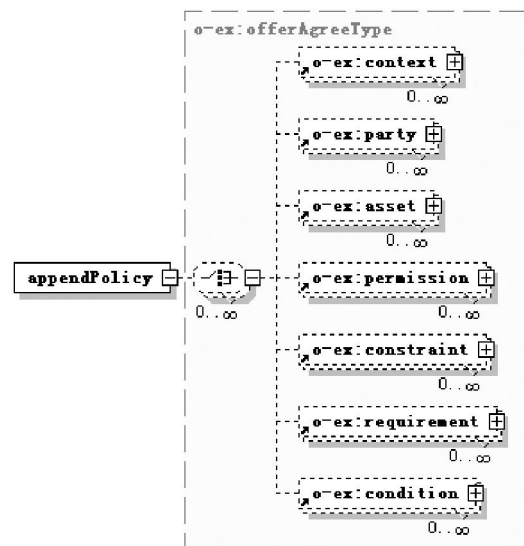 o-ex:offerAgreeType
o-ex:context
0..∞
o-ex:party
0..∞
o-ex:asset
0..∞
appendPolicy
0..∞
o-ex:permission
0..∞
o-ex:constraint
0..∞
o-ex:requirement
0..∞
o-ex:condition
0..∞